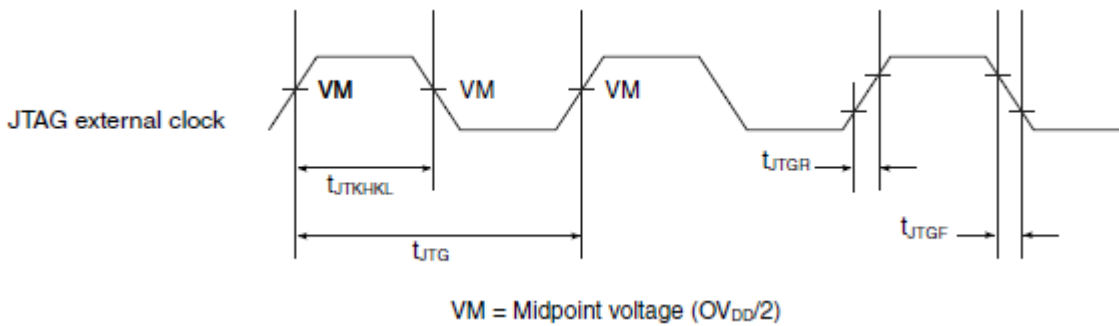 VM
VM
VM
JTAG external clock
tJTKHKL
tJTGR
tJTG
tJTGF
VM = Midpoint voltage (OVDD/2)